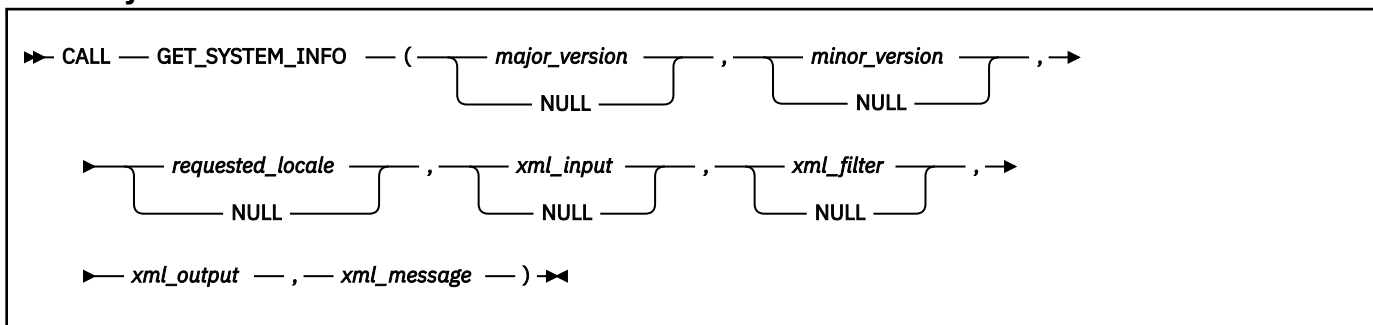 CALL GET_SYSTEM_INFO ( major_version , minor_version ,
NULL NULL
requested_locale , xml_input , xml_filter ,
NULL NULL NULL
xml_output , xml_message )